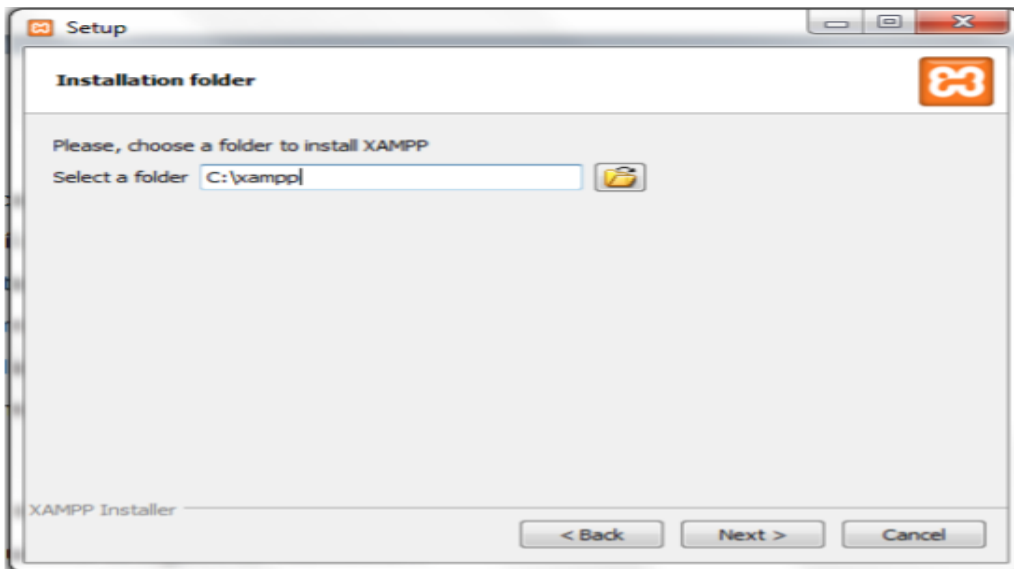 Setup
Installation folder
Please, choose a folder to install XAMPP
Select a folder C:\xampp
XAMPP Installer
< Back Next > Cancel